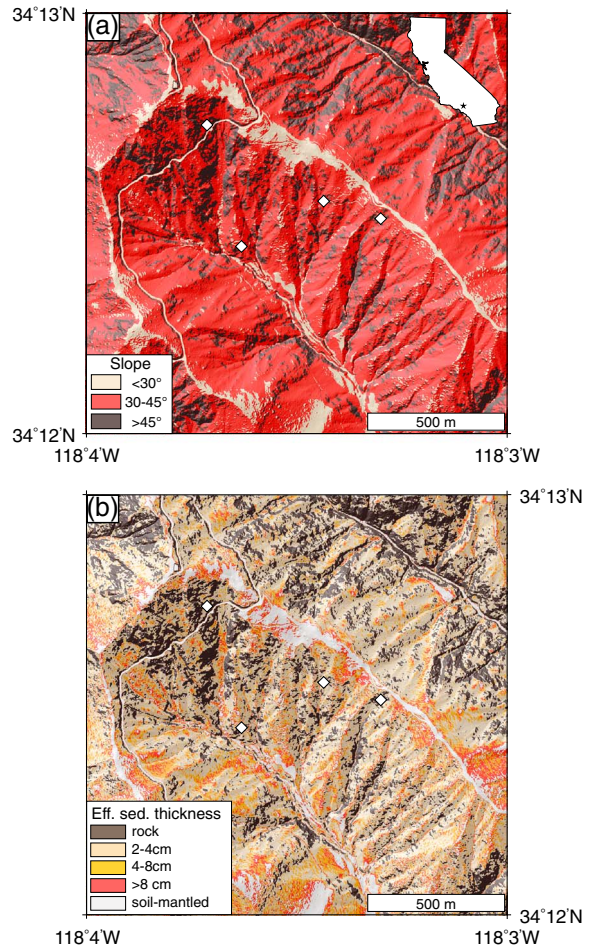 (a)
34°13'N
Slope
<30°
30-45°
>45°
500 m
34°12'N
118°4'W
118°3'W
(b)
34°13'N
Eff. sed. thickness
rock
2-4cm
4-8cm
>8 cm
soil-mantled
500 m
34°12'N
118°4'W
118°3'W